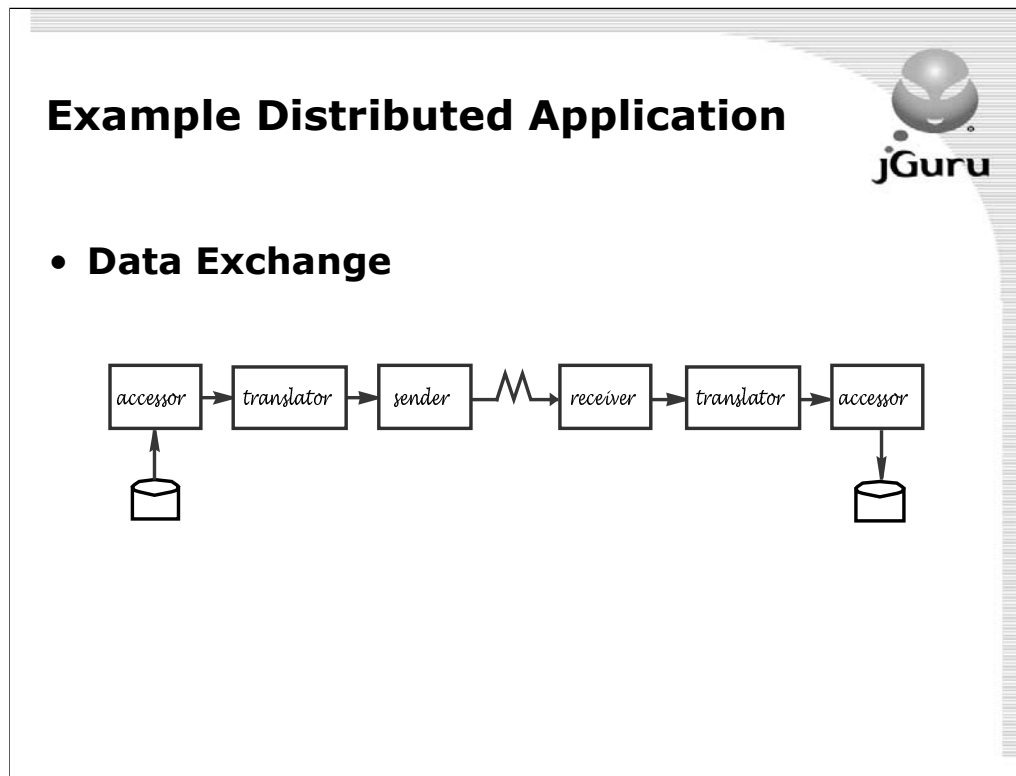 Example Distributed Application
jGuru
• Data Exchange
accessor translator sender receiver translator accessor